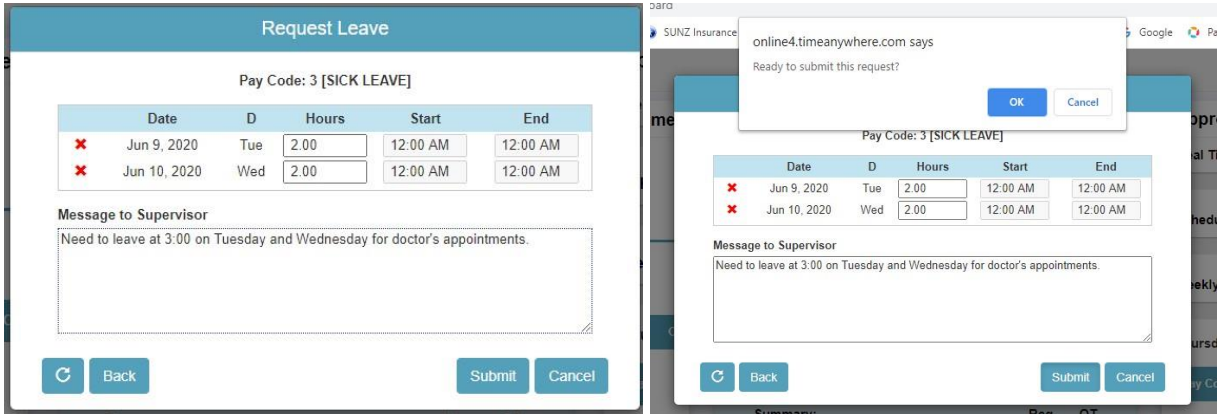 Request Leave
Pay Code: 3 [SICK LEAVE]
Date D Hours Start End
Jun 9, 2020 Tue 2.00 12:00 AM 12:00 AM
Jun 10, 2020 Wed 2.00 12:00 AM 12:00 AM
Message to Supervisor
Need to leave at 3:00 on Tuesday and Wednesday for doctor's appointments.
Back Submit Cancel
SUNZ Insurance
Google
online4.timeanywhere.com says
Ready to submit this request?
OK Cancel
Pay Code: 3 [SICK LEAVE]
Date D Hours Start End
Jun 9, 2020 Tue 2.00 12:00 AM 12:00 AM
Jun 10, 2020 Wed 2.00 12:00 AM 12:00 AM
Message to Supervisor
Need to leave at 3:00 on Tuesday and Wednesday for doctor's appointments.
Back Submit Cancel